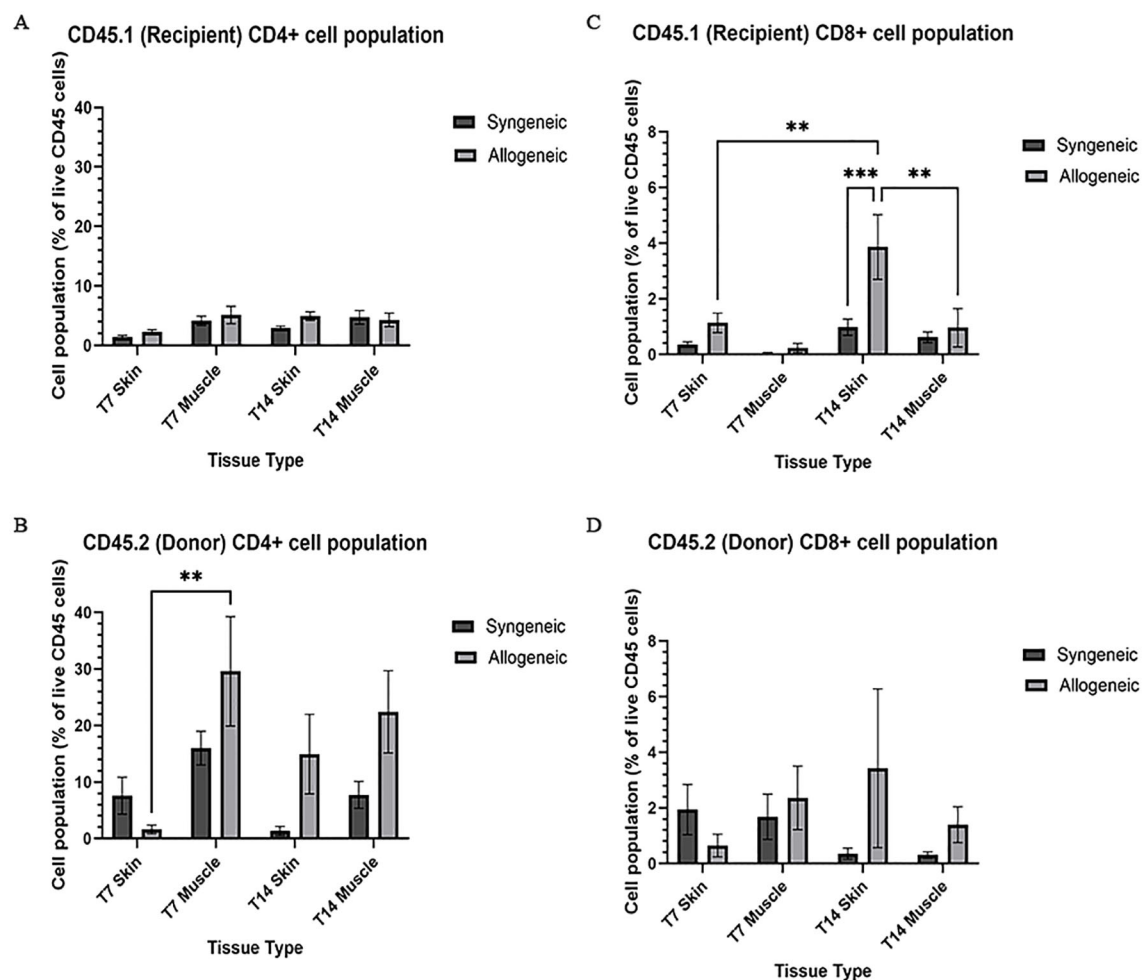 A
CD45.1 (Recipient) CD4+ cell population
Cell population (% of live CD45 cells)
40
30
20
10
0
Syngeneic
Allogeneic
T7 Skin
T7 Muscle
T14 Skin
T14 Muscle
Tissue Type
C
CD45.1 (Recipient) CD8+ cell population
Cell population (% of live CD45 cells)
8
6
4
2
0
**
***
**
Syngeneic
Allogeneic
T7 Skin
T7 Muscle
T14 Skin
T14 Muscle
Tissue Type
B
CD45.2 (Donor) CD4+ cell population
Cell population (% of live CD45 cells)
40
30
20
10
0
**
Syngeneic
Allogeneic
T7 Skin
T7 Muscle
T14 Skin
T14 Muscle
Tissue Type
D
CD45.2 (Donor) CD8+ cell population
Cell population (% of live CD45 cells)
8
6
4
2
0
Syngeneic
Allogeneic
T7 Skin
T7 Muscle
T14 Skin
T14 Muscle
Tissue Type